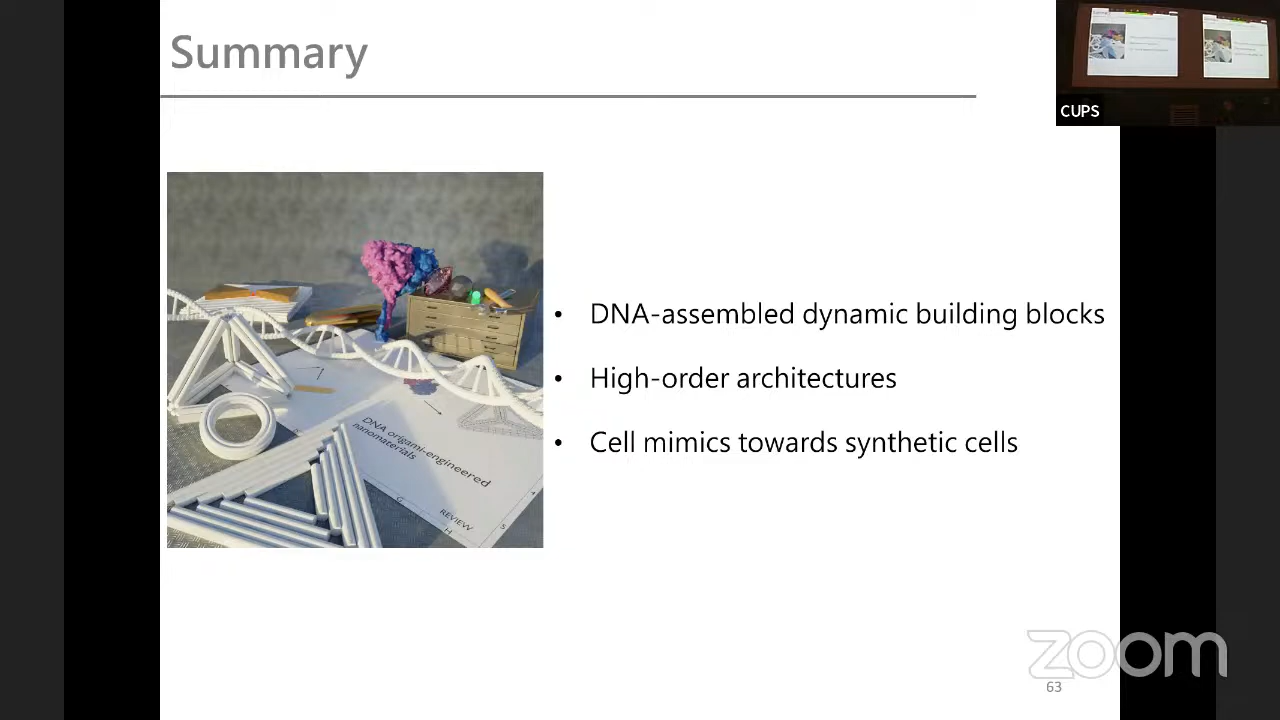 Summary
CUPS
• DNA-assembled dynamic building blocks
• High-order architectures
• Cell mimics towards synthetic cells
DNA origami-engineered
nanomaterials
REVIEW
H
G
S
4
zoom
63